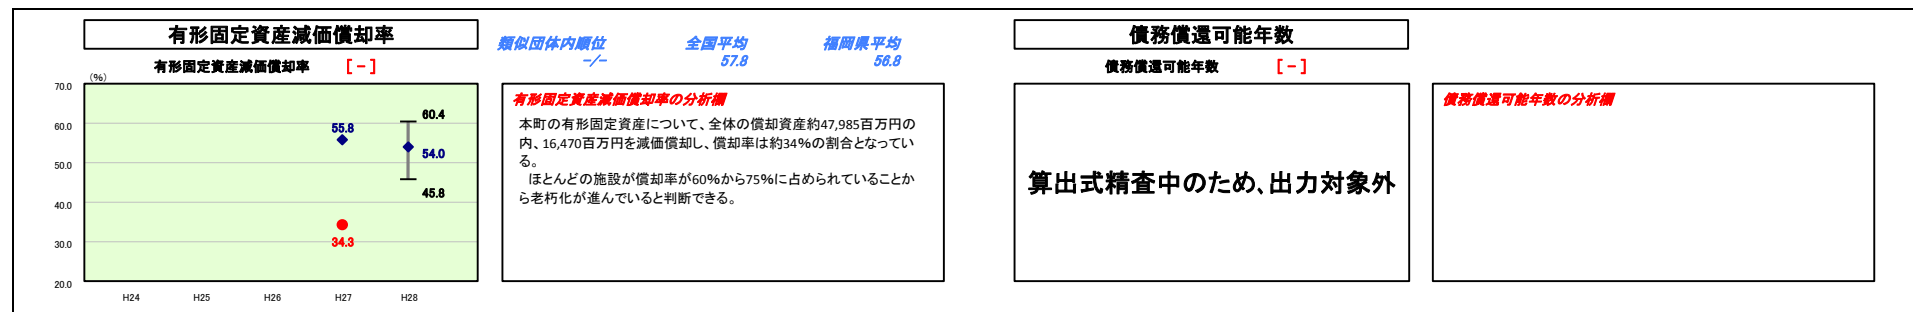 有形固定資産減価償却率
有形固定資産減価償却率 [ - ]
類似団体内順位
-/-
全国平均
57.8
福岡県平均
56.8
(%)
70.0
60.0
50.0
40.0
30.0
20.0
55.8
34.3
60.4
54.0
45.8
H24
H25
H26
H27
H28
有形固定資産減価償却率の分析欄
本町の有形固定資産について、全体の償却資産約47,985百万円の
内、16,470百万円を減価償却し、償却率は約34%の割合となってい
る。
ほとんどの施設が償却率が60%から75%に占められていることか
ら老朽化が進んでいると判断できる。
債務償還可能年数
債務償還可能年数 [ - ]
算出式精査中のため、出力対象外
債務償還可能年数の分析欄